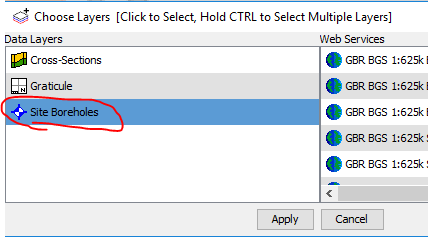 Choose Layers [Click to Select, Hold CTRL to Select Multiple Layers]
Data Layers
Cross-Sections
Graticule
Site Boreholes
Web Services
GBR BGS 1:625k
GBR BGS 1:625k
GBR BGS 1:625k
GBR BGS 1:625k
GBR BGS 1:625k
Apply
Cancel